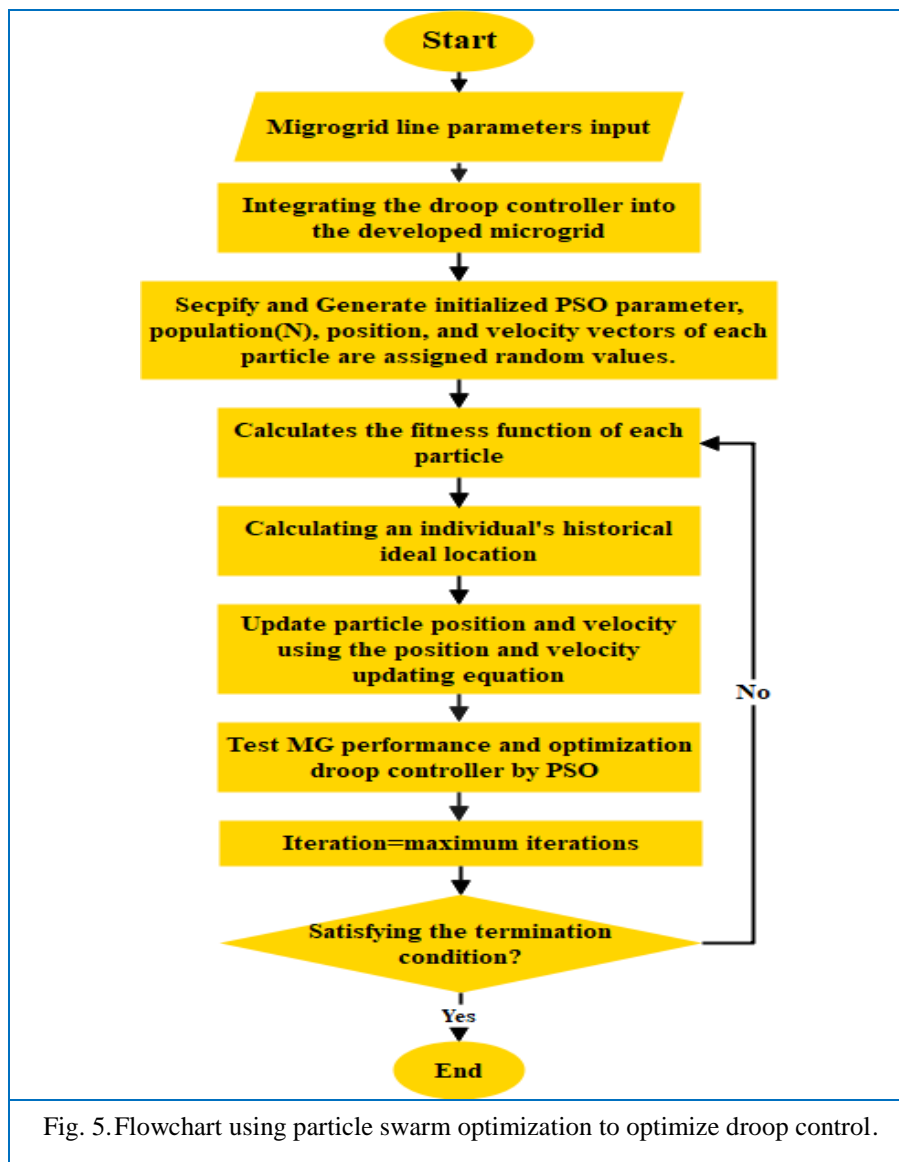 Start
Migrogrid line parameters input
Integrating the droop controller into
the developed microgrid
Secpify and Generate initialized PSO parameter,
population(N), position, and velocity vectors of each
particle are assigned random values.
Calculates the fitness function of each
particle
Calculating an individual's historical
ideal location
Update particle position and velocity
using the position and velocity
updating equation
No
Test MG performance and optimization
droop controller by PSO
Iteration=maximum iterations
Satisfying the termination
condition?
Yes
End
Fig. 5. Flowchart using particle swarm optimization to optimize droop control.